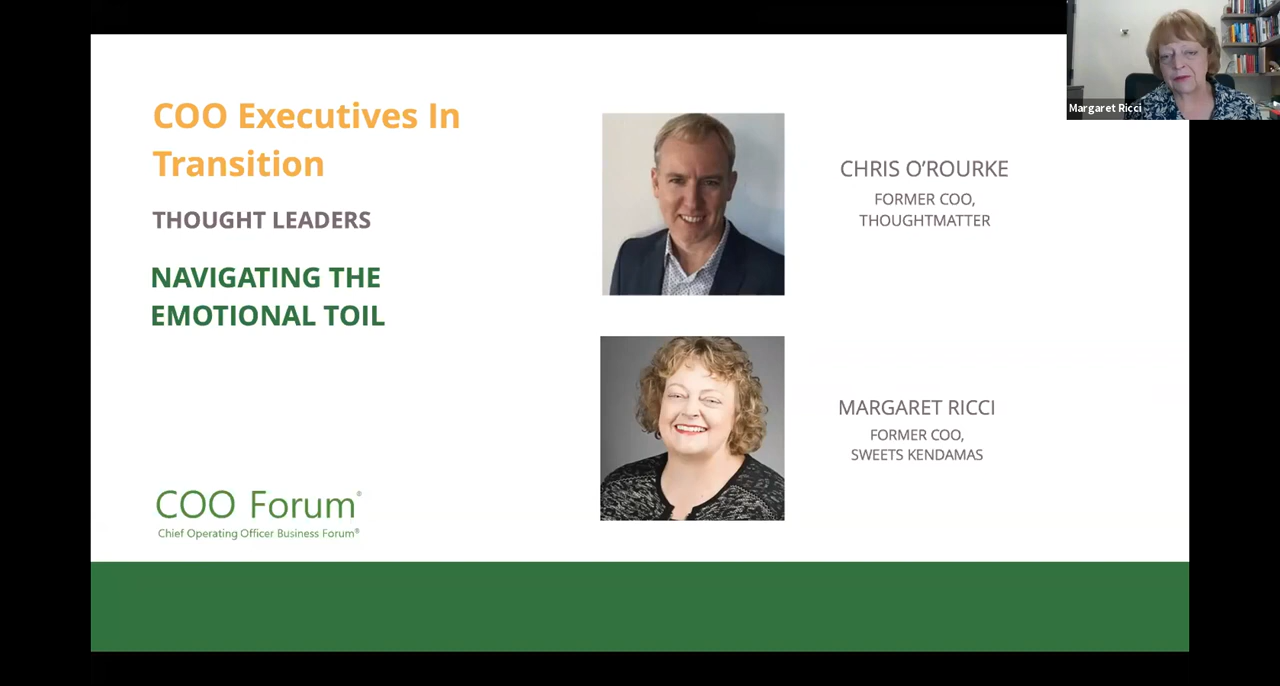 COO Executives In
Transition
THOUGHT LEADERS
NAVIGATING THE
EMOTIONAL TOIL
COO Forum®
Chief Operating Officer Business Forum®
CHRIS O’ROURKE
FORMER COO,
THOUGHTMATTER
MARGARET RICCI
FORMER COO,
SWEETS KENDAMAS
Margaret Ricci